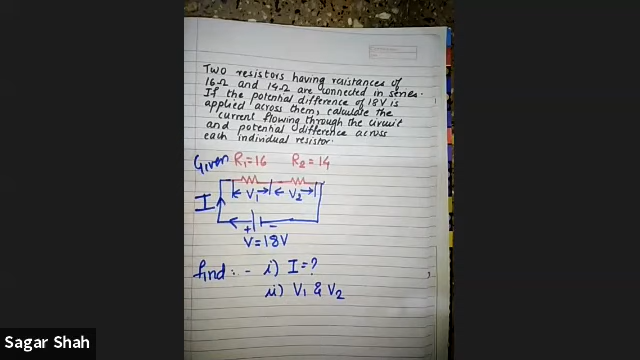 Two resistors having resistances of
16Ω and 14Ω are connected in series.
If the potential difference of 18V is
applied across them, calculate the
current flowing through the circuit
and potential difference across
each individual resistor.
Given R1=16 R2=14
V1 V2
I
+ -
V=18V
find :- i) I=?
ii) V1 & V2
Sagar Shah